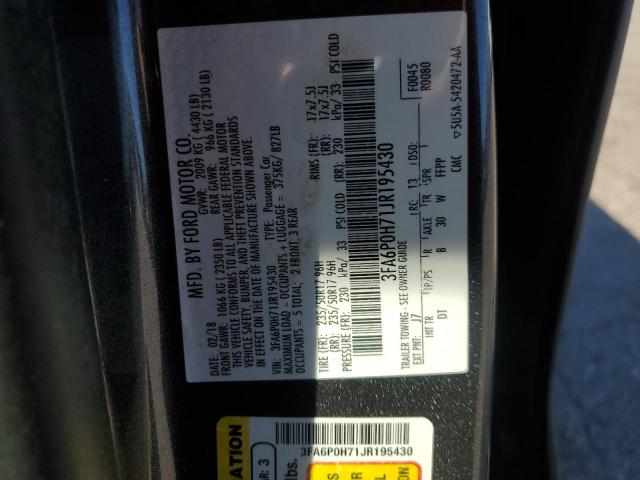 MFD. BY FORD MOTOR CO.
DATE: 02/18 GVWR: 2009 KG ( 4430 LB)
FRONT GAWR: 1066 KG ( 2350 LB) REAR GAWR: 966 KG ( 2130 LB)
THIS VEHICLE CONFORMS TO ALL APPLICABLE FEDERAL MOTOR
VEHICLE SAFETY, BUMPER, AND THEFT PREVENTION STANDARDS
IN EFFECT ON THE DATE OF MANUFACTURE SHOWN ABOVE.
VIN: 3FA6P0H71JR195430 TYPE: Passenger Car
MAXIMUM LOAD = OCCUPANTS + LUGGAGE = 375KG/ 827LB
OCCUPANTS = 5 TOTAL; 2 FRONT, 3 REAR
TIRE (FR): 235/50R17 96H RIMS (FR): 17x7.5J
(RR): 235/50R17 96H (RR): 17x7.5J
PRESSURE (FR): 230 kPa/ 33 PSI COLD (RR) 230 kPa/ 33 PSI COLD
3FA6P0H71JR195430
TRAILER TOWING - SEE OWNER GUIDE F0045
EXT PNT: J7 RC: 13 DSO: R0080
INT TR TP/PS R AXLE TR SPR
DT B 30 W FFPP
CMC 5U5A-5420472-AA
3FA6P0H71JR195430